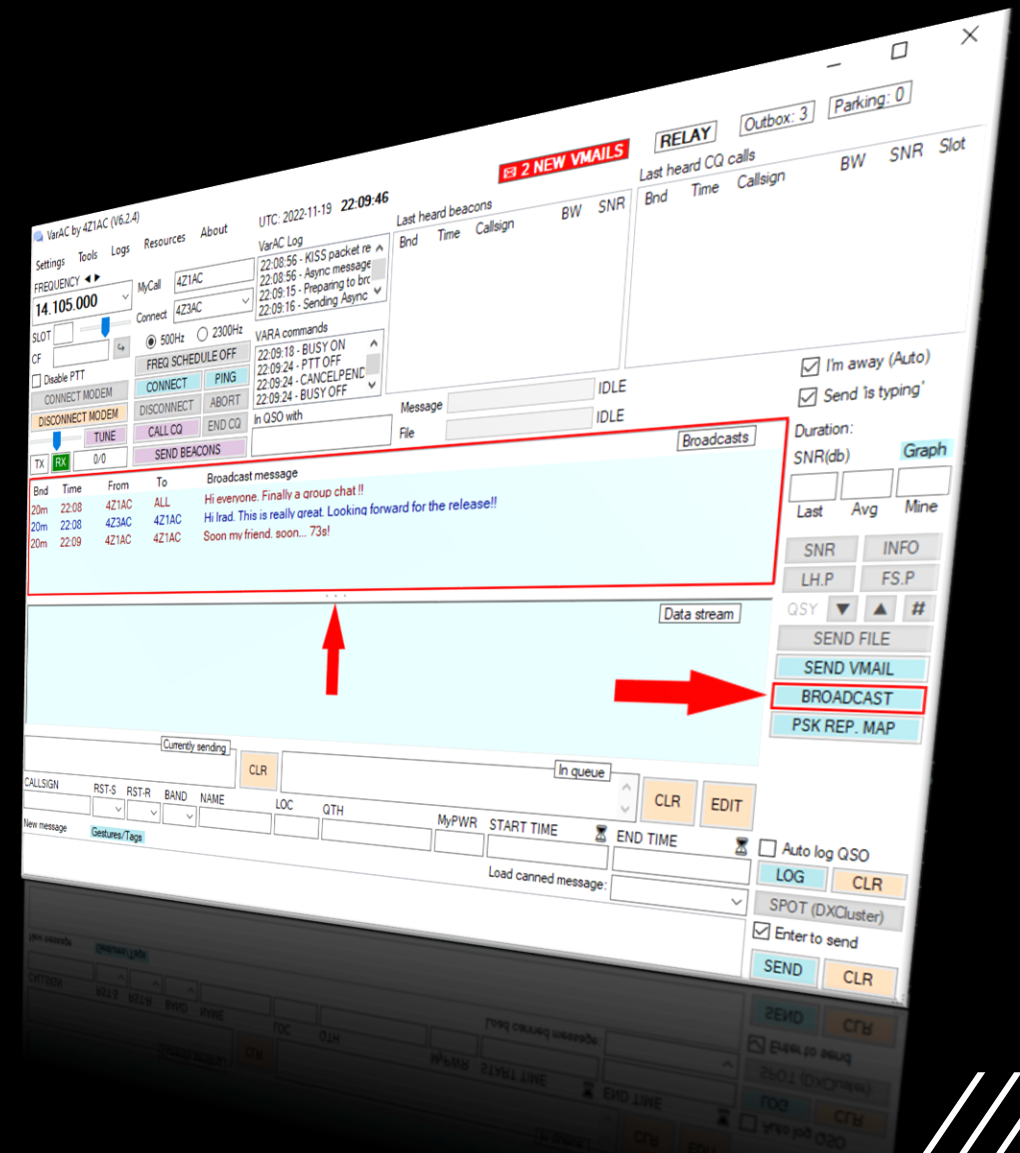 VarAC by 4Z1AC (V6.2.4)
Settings Tools Logs Resources About
UTC: 2022-11-19 22:09:46
2 NEW VMAILS
RELAY
Outbox: 3
Parking: 0
FREQUENCY
14.105.000
SLOT
CF
Disable PTT
CONNECT MODEM
DISCONNECT MODEM
TUNE
TX RX 0/0
MyCall 4Z1AC
Connect 4Z3AC
500Hz 2300Hz
FREQ SCHEDULE OFF
CONNECT PING
DISCONNECT ABORT
CALL CQ END CQ
SEND BEACONS
VarAC Log
22:08:56 - KISS packet re
22:08:56 - Async message
22:09:15 - Preparing to brc
22:09:16 - Sending Async
VARA commands
22:09:18 - BUSY ON
22:09:24 - PTT OFF
22:09:24 - CANCELPEND
22:09:24 - BUSY OFF
In QSO with
Last heard beacons
Bnd Time Callsign BW SNR
Last heard CQ calls
Bnd Time Callsign BW SNR Slot
Message IDLE
File IDLE
I'm away (Auto)
Send 'is typing'
Duration:
SNR(db) Graph
Last Avg Mine
Broadcasts
Bnd Time From To Broadcast message
20m 22:08 4Z1AC ALL Hi everyone. Finally a group chat !!
20m 22:08 4Z3AC 4Z1AC Hi Irad. This is really great. Looking forward for the release!!
20m 22:09 4Z1AC 4Z1AC Soon my friend. soon... 73s!
Data stream
SNR INFO
LH.P FS.P
QSY #
SEND FILE
SEND VMAIL
BROADCAST
PSK REP. MAP
Currently sending
CLR
In queue
CLR EDIT
CALLSIGN RST-S RST-R BAND NAME LOC QTH MyPWR START TIME END TIME
New message Gestures/Tags
Load canned message:
Auto log QSO
LOG CLR
SPOT (DXCluster)
Enter to send
SEND CLR